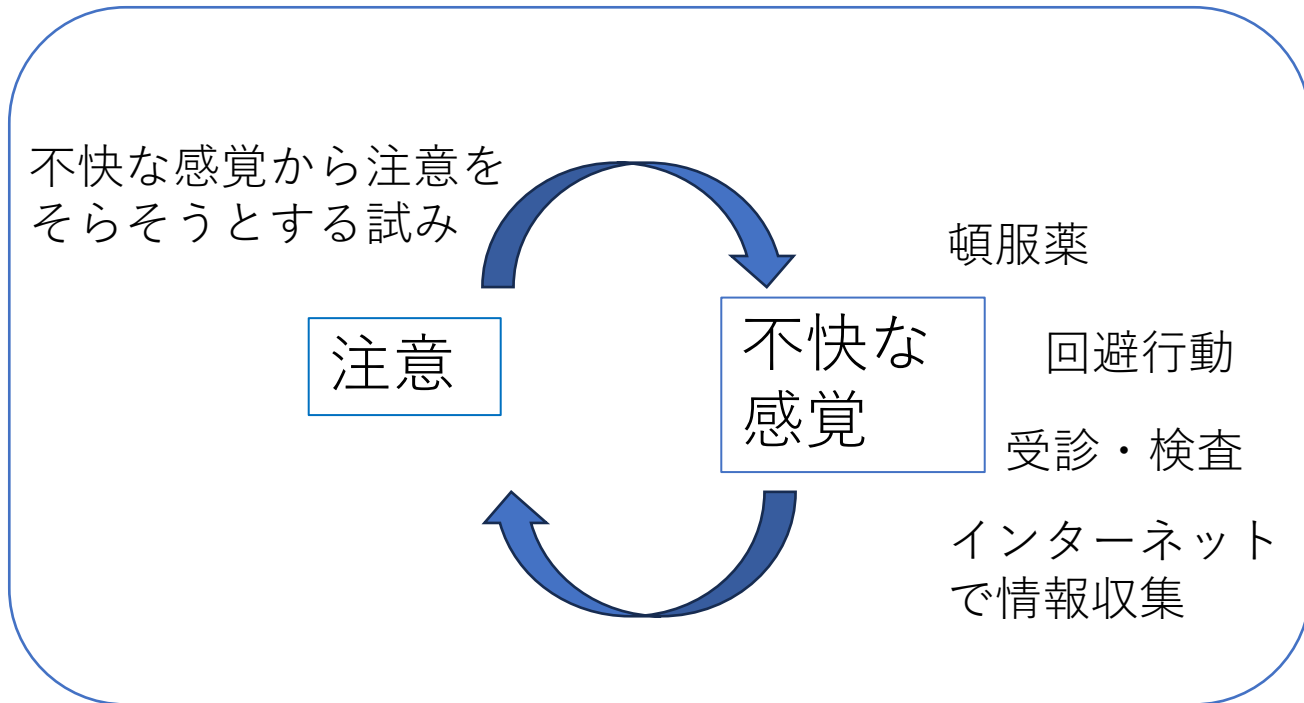 不快な感覚から注意を
そらそうとする試み
頓服薬
注意
不快な
感覚
回避行動
受診・検査
インターネット
で情報収集